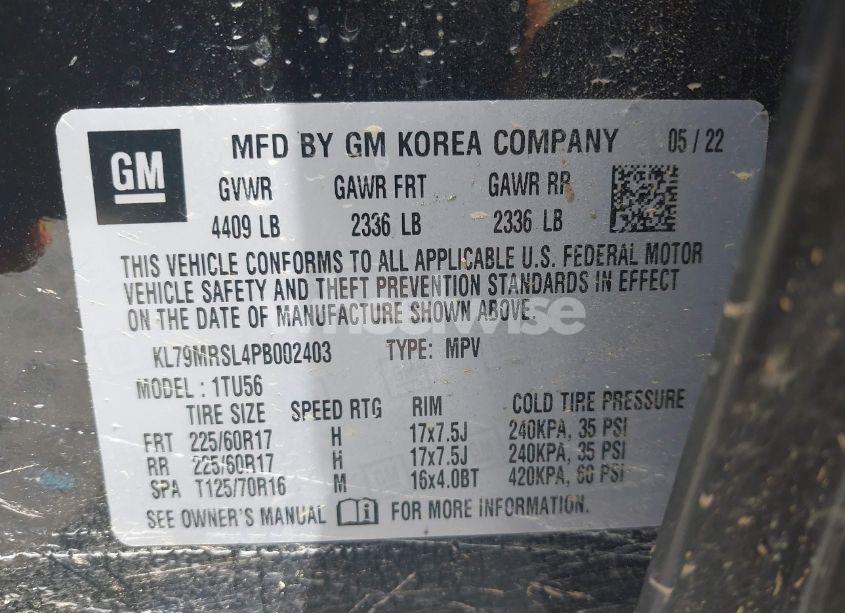 GM
MFD BY GM KOREA COMPANY 05 / 22
GVWR GAWR FRT GAWR RR
4409 LB 2336 LB 2336 LB
THIS VEHICLE CONFORMS TO ALL APPLICABLE U.S. FEDERAL MOTOR
VEHICLE SAFETY AND THEFT PREVENTION STANDARDS IN EFFECT
ON THE DATE OF MANUFACTURE SHOWN ABOVE.
wheelwise
KL79MRSL4PB002403 TYPE: MPV
MODEL : 1TU56
TIRE SIZE SPEED RTG RIM COLD TIRE PRESSURE
FRT 225/60R17 H 17x7.5J 240KPA, 35 PSI
RR 225/60R17 H 17x7.5J 240KPA, 35 PSI
SPA T125/70R16 M 16x4.0BT 420KPA, 60 PSI
SEE OWNER'S MANUAL i FOR MORE INFORMATION.